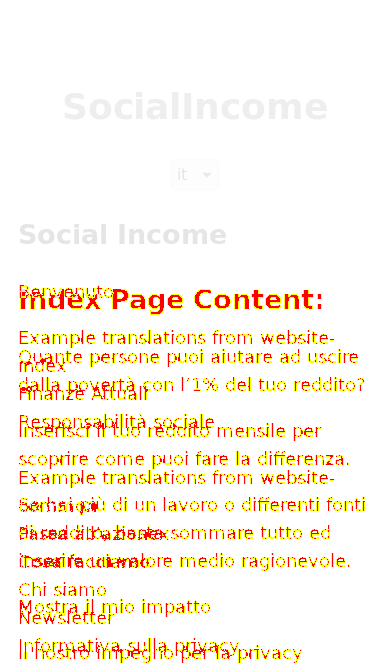 SocialIncome
it
Social Income
Benvenuto
Index Page Content:
Example translations from website-
Quante persone puoi aiutare ad uscire
index
dalla povertà con l'1% del tuo reddito?
Finanze Attuali
Responsabilità sociale
Inserisci il tuo reddito mensile per
scoprire come puoi fare la differenza.
Example translations from website-
Se hai più di un lavoro o differenti fonti
di reddito, basta sommare tutto ed
Passa all'azione
inserire un valore medio ragionevole.
Cosa facciamo
Chi siamo
Mostra il mio impatto
Newsletter
Informativa sulla privacy
Il nostro impegno per la privacy